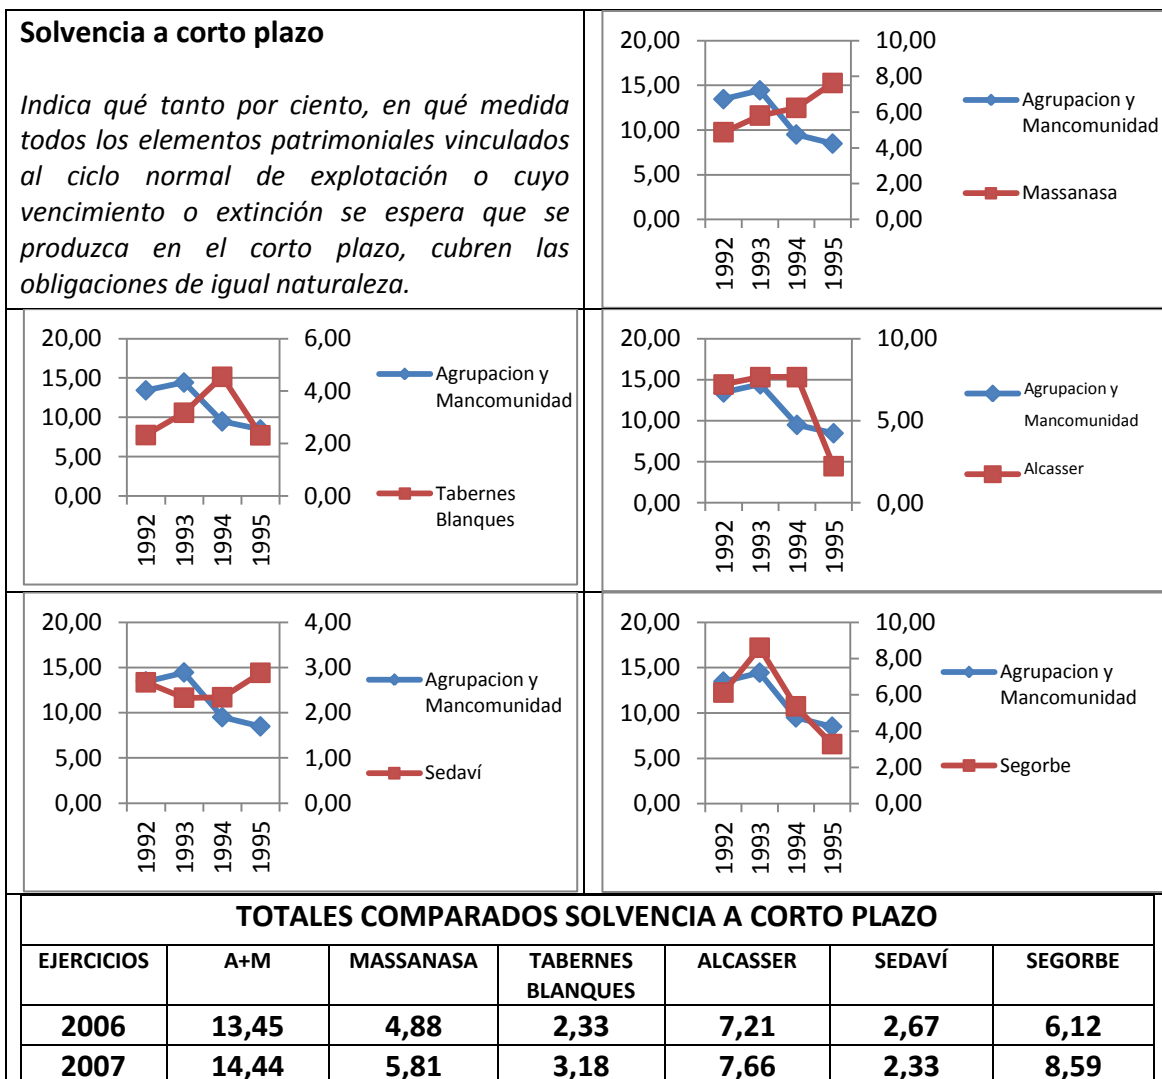 Solvencia a corto plazo
Indica qué tanto por ciento, en qué medida
todos los elementos patrimoniales vinculados
al ciclo normal de explotación o cuyo
vencimiento o extinción se espera que se
produzca en el corto plazo, cubren las
obligaciones de igual naturaleza.
20,00
15,00
10,00
5,00
0,00
10,00
8,00
6,00
4,00
2,00
0,00
1992
1993
1994
1995
Agrupacion y
Mancomunidad
Massanasa
20,00
15,00
10,00
5,00
0,00
6,00
4,00
2,00
0,00
1992
1993
1994
1995
Agrupacion y
Mancomunidad
Tabernes
Blanques
20,00
15,00
10,00
5,00
0,00
10,00
5,00
0,00
1992
1993
1994
1995
Agrupacion y
Mancomunidad
Alcasser
20,00
15,00
10,00
5,00
0,00
4,00
3,00
2,00
1,00
0,00
1992
1993
1994
1995
Agrupacion y
Mancomunidad
Sedaví
20,00
15,00
10,00
5,00
0,00
10,00
8,00
6,00
4,00
2,00
0,00
1992
1993
1994
1995
Agrupacion y
Mancomunidad
Segorbe
TOTALES COMPARADOS SOLVENCIA A CORTO PLAZO
EJERCICIOS A+M MASSANASA TABERNES BLANQUES ALCASSER SEDAVÍ SEGORBE
2006 13,45 4,88 2,33 7,21 2,67 6,12
2007 14,44 5,81 3,18 7,66 2,33 8,59